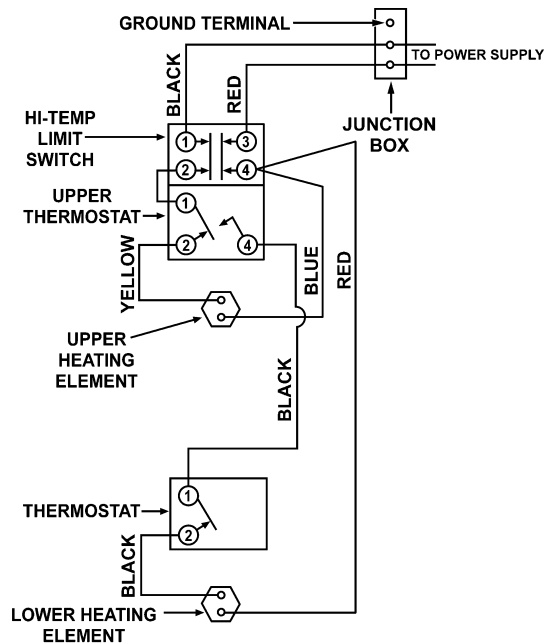 GROUND TERMINAL
TO POWER SUPPLY
BLACK
RED
JUNCTION
BOX
HI-TEMP
LIMIT
SWITCH
1
3
2
4
UPPER
THERMOSTAT
1
2
4
YELLOW
BLUE
RED
UPPER
HEATING
ELEMENT
BLACK
THERMOSTAT
1
2
BLACK
LOWER HEATING
ELEMENT